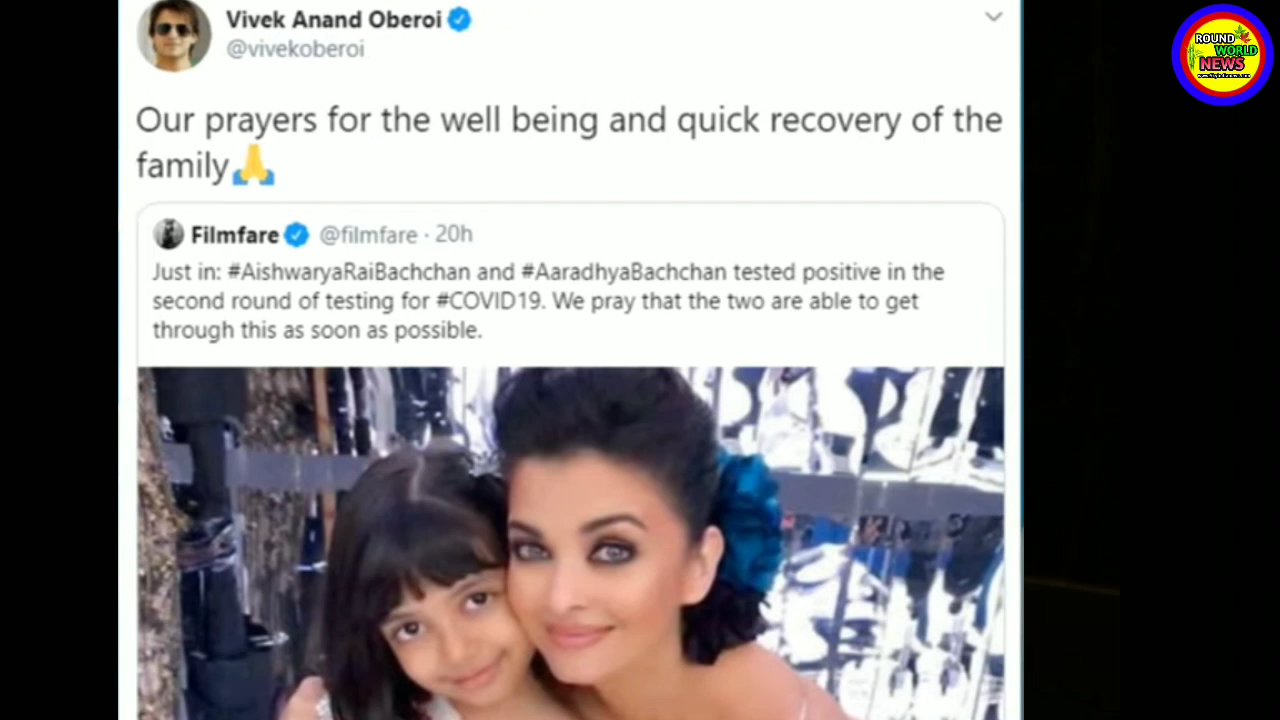 Vivek Anand Oberoi
@vivekoberoi
Our prayers for the well being and quick recovery of the
family🙏
Filmfare @filmfare · 20h
Just in: #AishwaryaRaiBachchan and #AaradhyaBachchan tested positive in the
second round of testing for #COVID19. We pray that the two are able to get
through this as soon as possible.
ROUND
WORLD
NEWS